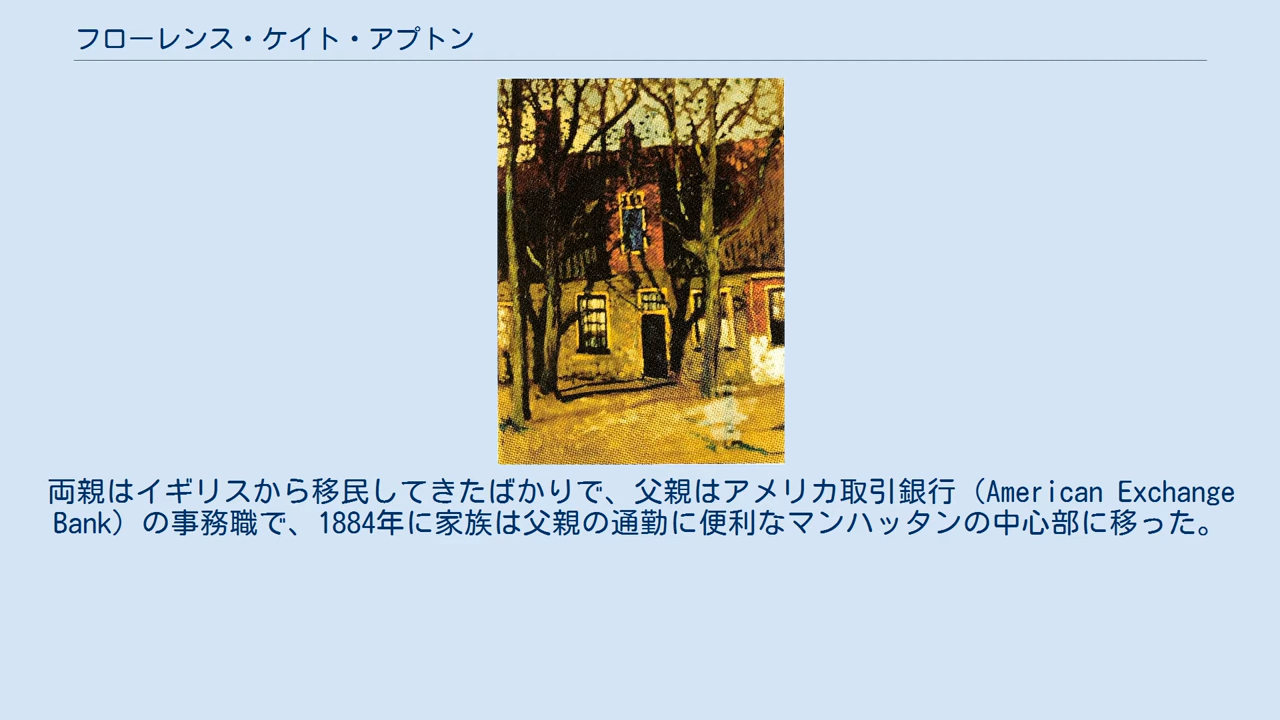 フローレンス・ケイト・アプトン
両親はイギリスから移民してきたばかりで、父親はアメリカ取引銀行（American Exchange
Bank）の事務職で、1884年に家族は父親の通勤に便利なマンハッタンの中心部に移った。